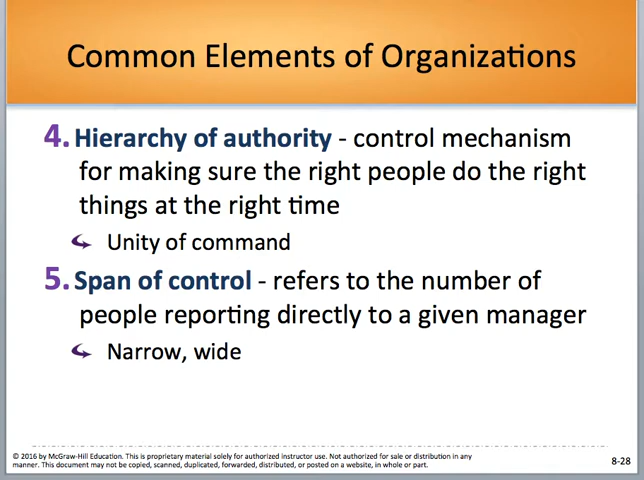 Common Elements of Organizations
4. Hierarchy of authority - control mechanism
for making sure the right people do the right
things at the right time
Unity of command
5. Span of control - refers to the number of
people reporting directly to a given manager
Narrow, wide
© 2016 by McGraw-Hill Education. This is proprietary material solely for authorized instructor use. Not authorized for sale or distribution in any
manner. This document may not be copied, scanned, duplicated, forwarded, distributed, or posted on a website, in whole or part.
8-28